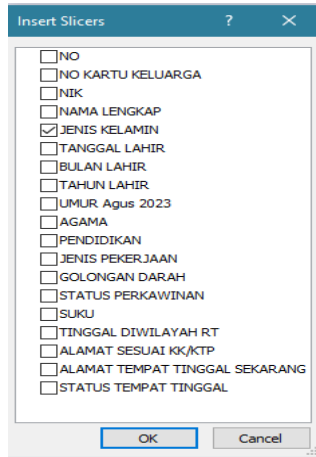 Insert Slicers ? ×
NO
NO KARTU KELUARGA
NIK
NAMA LENGKAP
JENIS KELAMIN
TANGGAL LAHIR
BULAN LAHIR
TAHUN LAHIR
UMUR Agus 2023
AGAMA
PENDIDIKAN
JENIS PEKERJAAN
GOLONGAN DARAH
STATUS PERKAWINAN
SUKU
TINGGAL DIWILAYAH RT
ALAMAT SESUAI KK/KTP
ALAMAT TEMPAT TINGGAL SEKARANG
STATUS TEMPAT TINGGAL
OK Cancel